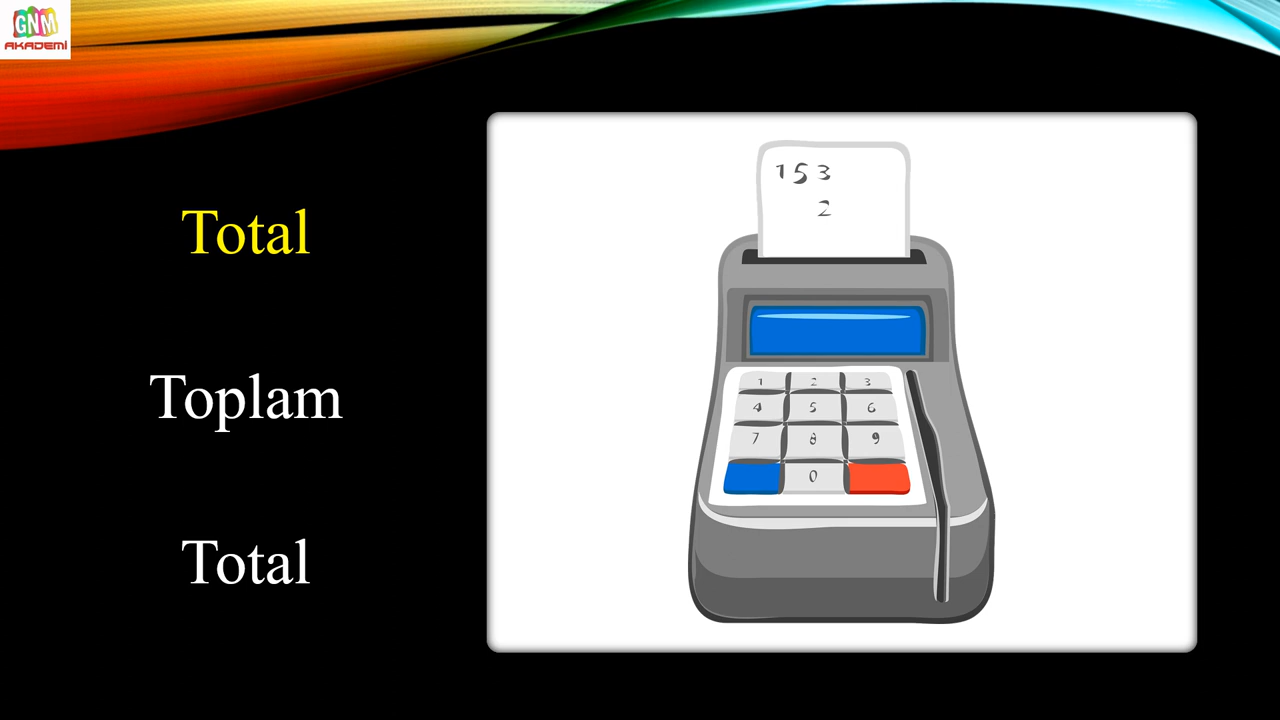 GNM
AKADEMİ
Total
Toplam
Total
153
2
1 2 3
4 5 6
7 8 9
0